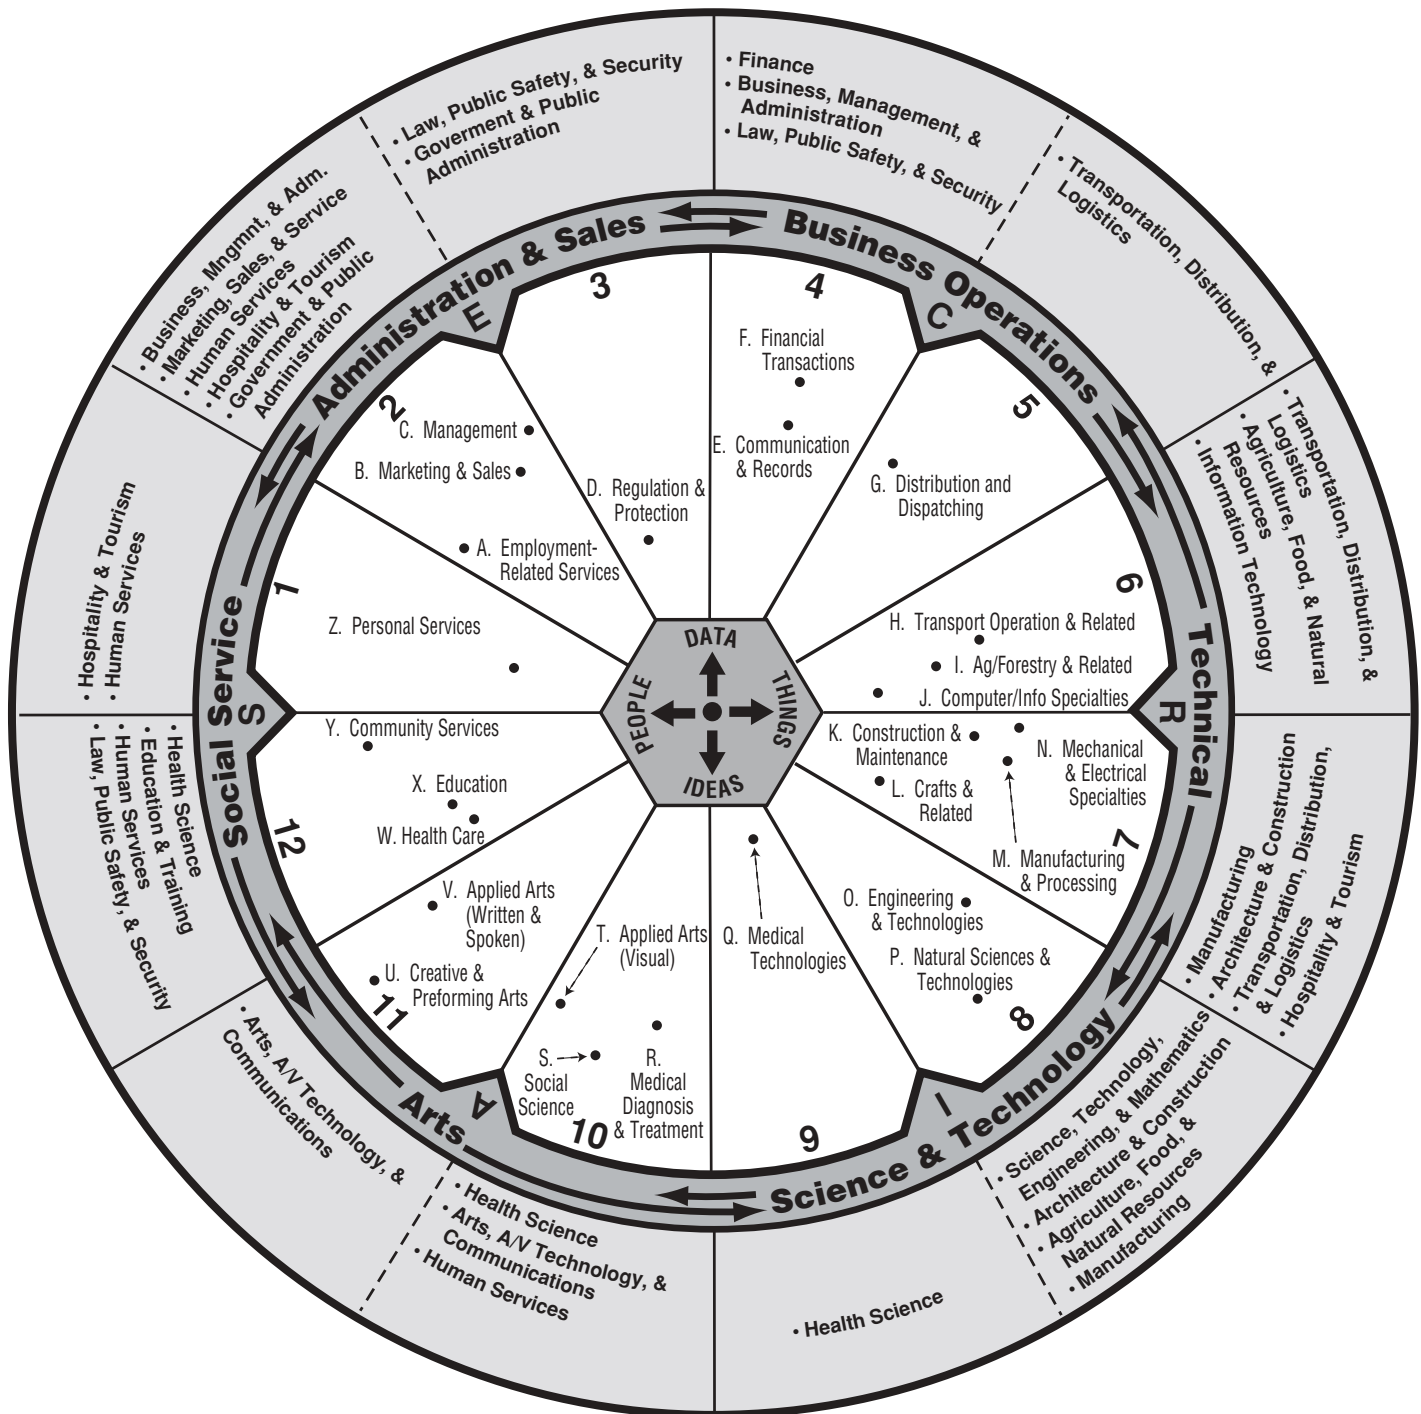 • Law, Public Safety, & Security
• Goverment & Public
Administration
• Finance
• Business, Management, &
Administration
• Law, Public Safety, & Security
• Transportation, Distribution, &
Logistics
• Transportation, Distribution, &
Logistics
• Agriculture, Food, & Natural
Resources
• Information Technology
• Manufacturing
• Architecture & Construction
• Transportation, Distribution,
& Logistics
• Hospitality & Tourism
• Science, Technology,
Engineering, & Mathematics
• Architecture & Construction
• Agriculture, Food, &
Natural Resources
• Manufacturing
• Health Science
• Health Science
• Arts, A/V Technology, &
Communications
• Human Services
• Arts, A/V Technology, &
Communications
• Health Science
• Education & Training
• Human Services
• Law, Public Safety, & Security
• Hospitality & Tourism
• Human Services
• Business, Mngmnt, & Adm.
• Marketing, Sales, & Service
• Human Services
• Hospitality & Tourism
• Government & Public
Administration
Administration & Sales
Business Operations
Technical
Science & Technology
Arts
Social Service
E
C
R
I
A
S
1
2
3
4
5
6
7
8
9
10
11
12
F. Financial
Transactions
E. Communication
& Records
G. Distribution and
Dispatching
C. Management
B. Marketing & Sales
D. Regulation &
Protection
A. Employment-
Related Services
Z. Personal Services
H. Transport Operation & Related
I. Ag/Forestry & Related
J. Computer/Info Specialties
K. Construction &
Maintenance
N. Mechanical
& Electrical
Specialties
L. Crafts &
Related
M. Manufacturing
& Processing
O. Engineering
& Technologies
P. Natural Sciences &
Technologies
Q. Medical
Technologies
R.
Medical
Diagnosis
& Treatment
S.
Social
Science
T. Applied Arts
(Visual)
U. Creative &
Preforming Arts
V. Applied Arts
(Written &
Spoken)
W. Health Care
X. Education
Y. Community Services
DATA
THINGS
IDEAS
PEOPLE